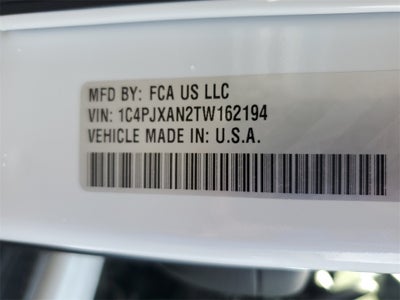 MFD BY: FCA US LLC
VIN: 1C4PJXAN2TW162194
VEHICLE MADE IN: U.S.A.